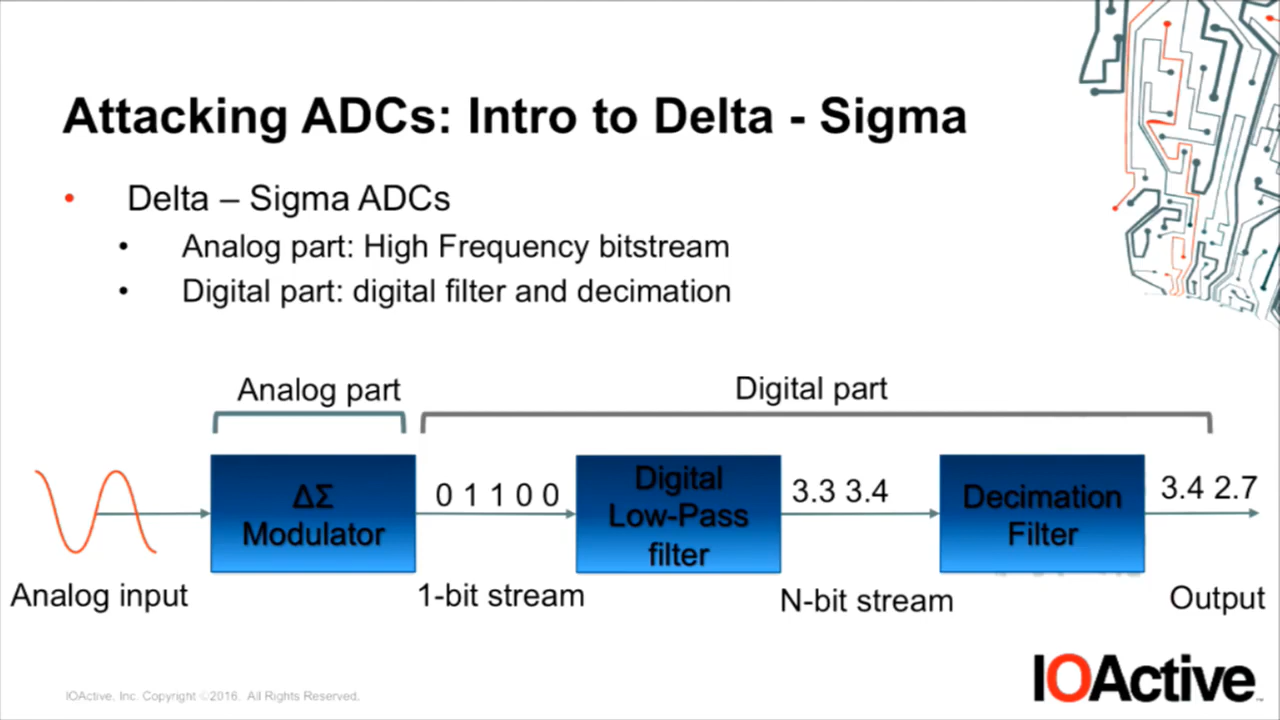 Attacking ADCs: Intro to Delta - Sigma
• Delta – Sigma ADCs
• Analog part: High Frequency bitstream
• Digital part: digital filter and decimation
Analog part
Digital part
ΔΣ
Modulator
0 1 1 0 0
Digital
Low-Pass
filter
3.3 3.4
Decimation
Filter
3.4 2.7
Analog input
1-bit stream
N-bit stream
Output
IOActive, Inc. Copyright ©2016. All Rights Reserved.
IOActive™